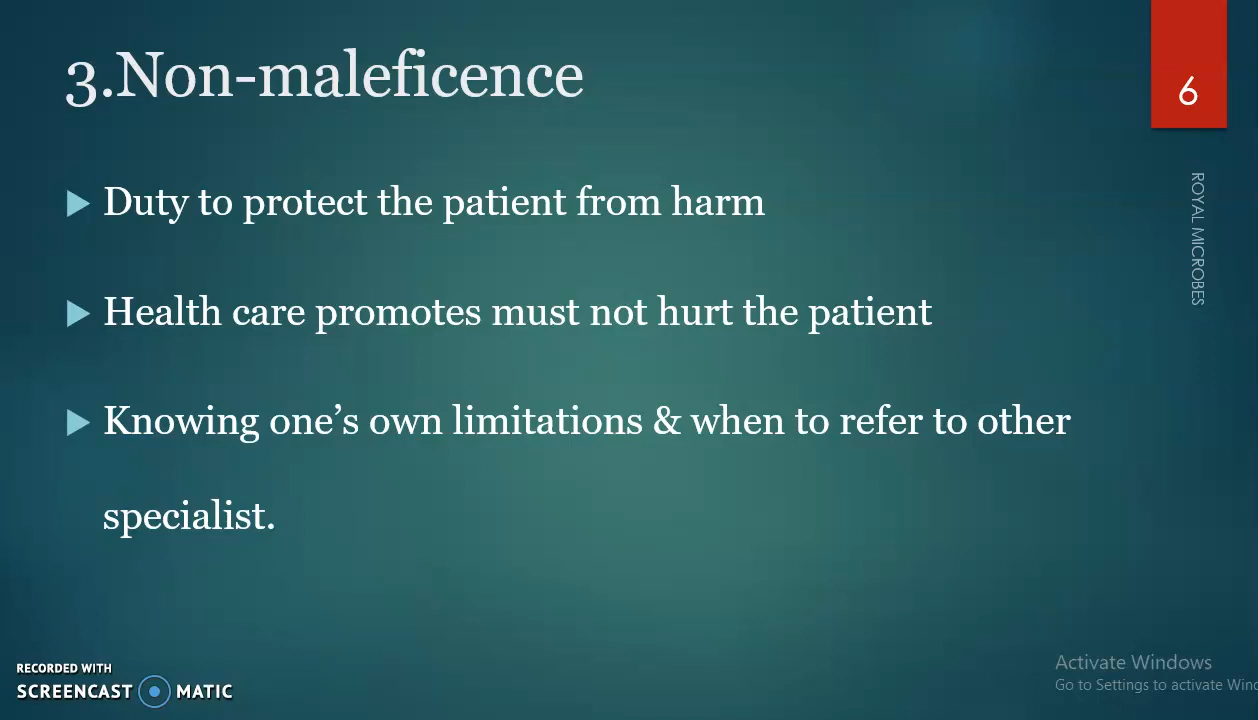 3.Non-maleficence
6
Duty to protect the patient from harm
ROYAL MICROBES
Health care promotes must not hurt the patient
Knowing one’s own limitations & when to refer to other
specialist.
RECORDED WITH
SCREENCAST MATIC
Activate Windows
Go to Settings to activate Wind